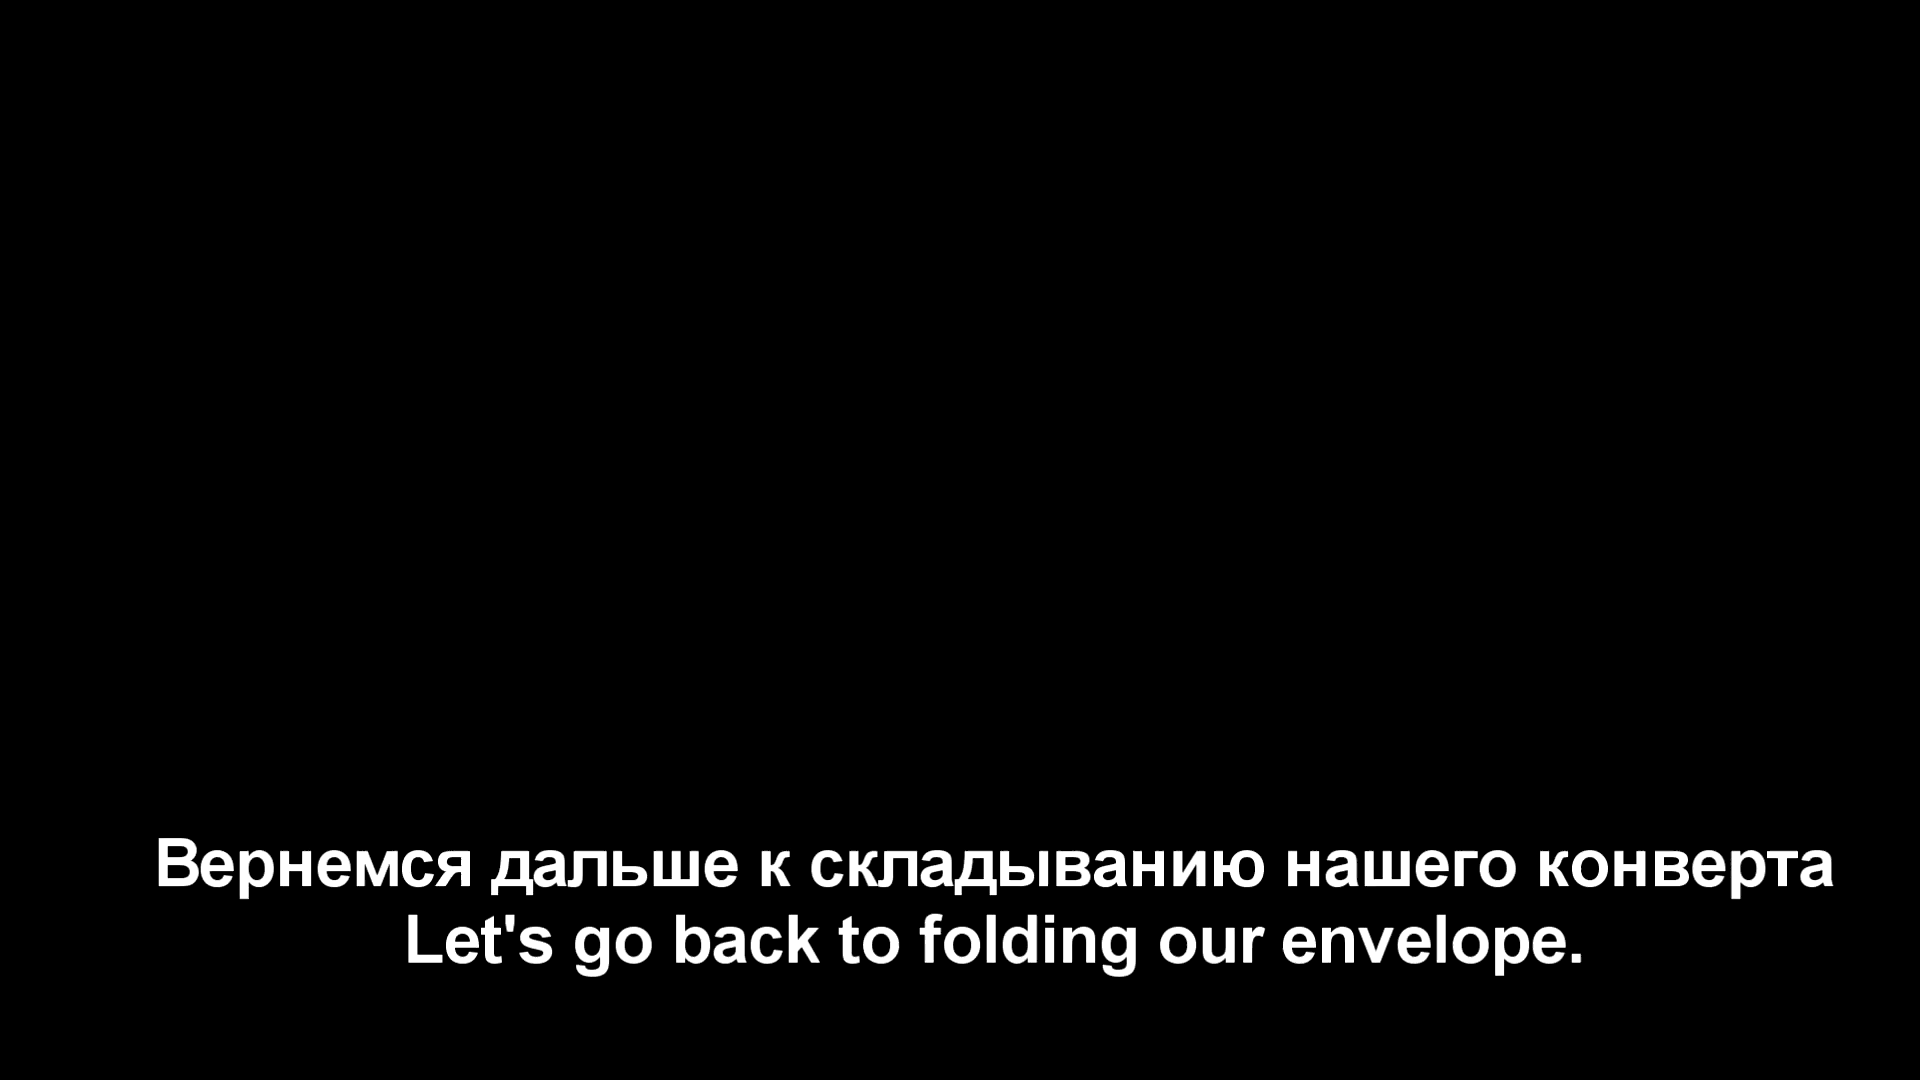 Вернемся дальше к складыванию нашего конверта
Let's go back to folding our envelope.